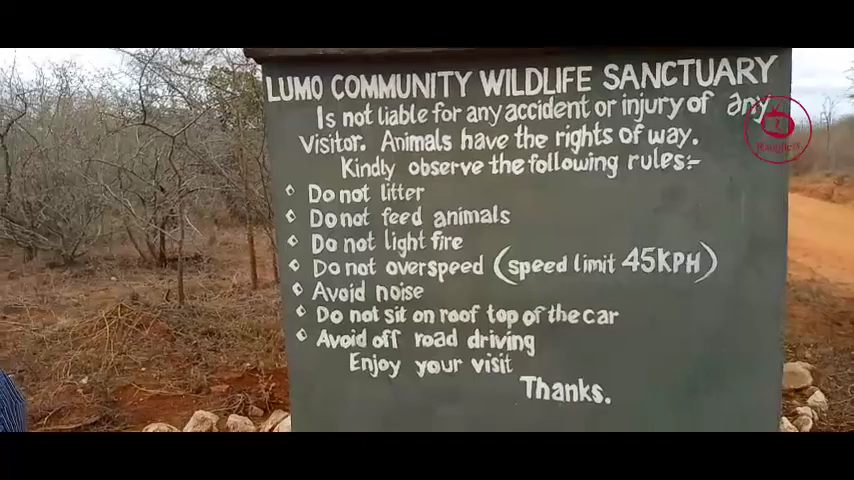 LUMO COMMUNITY WILDLIFE SANCTUARY
Is not liable for any accident or injury of any
visitor. Animals have the rights of way.
Kindly observe the following rules:-
Do not litter
Do not feed animals
Do not light fire
Do not overspeed (speed limit 45KPH)
Avoid noise
Do not sit on roof top of the car
Avoid off road driving
Enjoy your visit
Thanks.